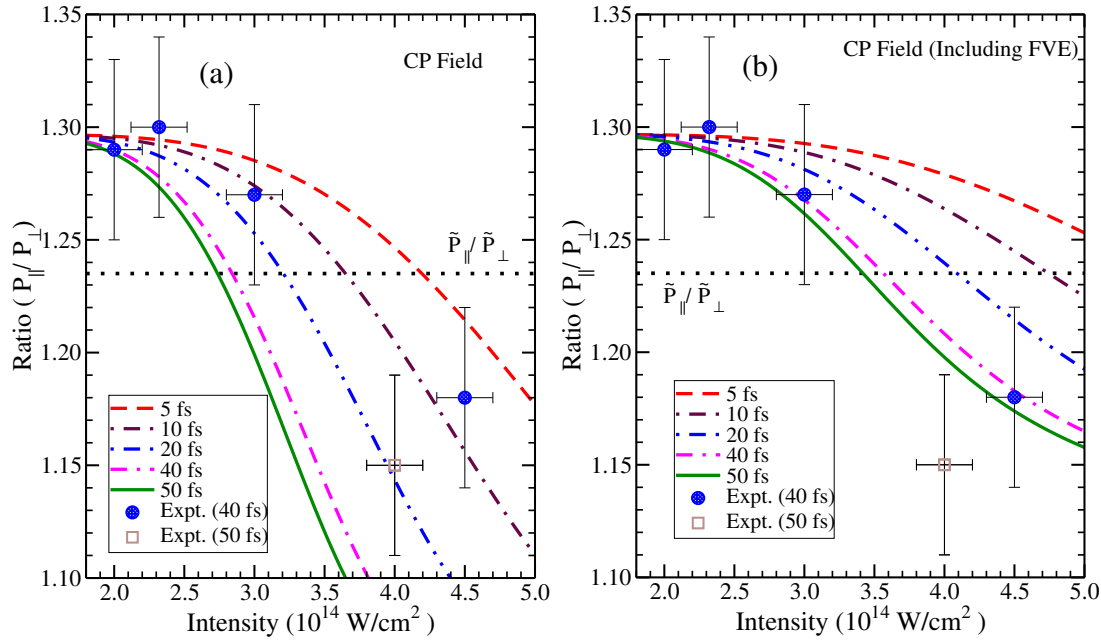 (a)
CP Field
1.35
1.30
1.25
1.20
1.15
1.10
Ratio ( P∥/ P⊥)
P̃∥/ P̃⊥
5 fs
10 fs
20 fs
40 fs
50 fs
Expt. (40 fs)
Expt. (50 fs)
2.0 2.5 3.0 3.5 4.0 4.5 5.0
Intensity (10¹⁴ W/cm²)
(b)
CP Field (Including FVE)
1.35
1.30
1.25
1.20
1.15
1.10
Ratio ( P∥/ P⊥)
P̃∥/ P̃⊥
5 fs
10 fs
20 fs
40 fs
50 fs
Expt. (40 fs)
Expt. (50 fs)
2.0 2.5 3.0 3.5 4.0 4.5 5.0
Intensity (10¹⁴ W/cm²)